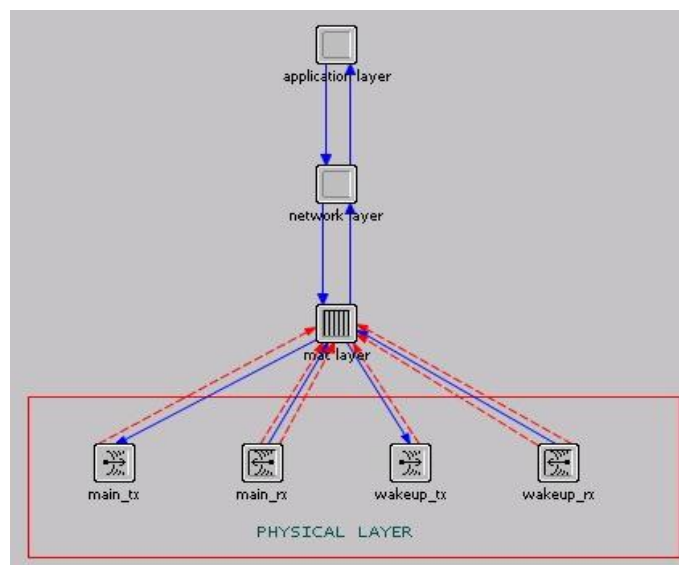 application layer
network layer
mac layer
main_tx
main_rx
wakeup_tx
wakeup_rx
PHYSICAL LAYER